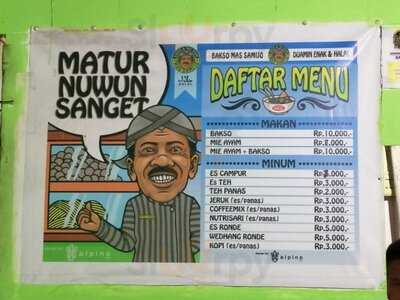 MATUR
NUWUN
SANGET
BAKSO MAS SAMIJO
DIJAMIN ENAK & HALAL
DAFTAR MENU
MAKAN
BAKSO Rp.10.000,-
MIE AYAM Rp.8.000,-
MIE AYAM + BAKSO Rp.10.000,-
MINUM
ES CAMPUR
ES TEH Rp.3.000,-
TEH PANAS Rp.2.000,-
JERUK (es/panas) Rp.3.000,-
COFFEEMIX (es/panas) Rp.3.000,-
NUTRISARI (es/panas) Rp.3.000,-
ES RONDE Rp.5.000,-
WEDHANG RONDE Rp.5.000,-
KOPI (es/panas) Rp.3.000,-
alpino
alpino